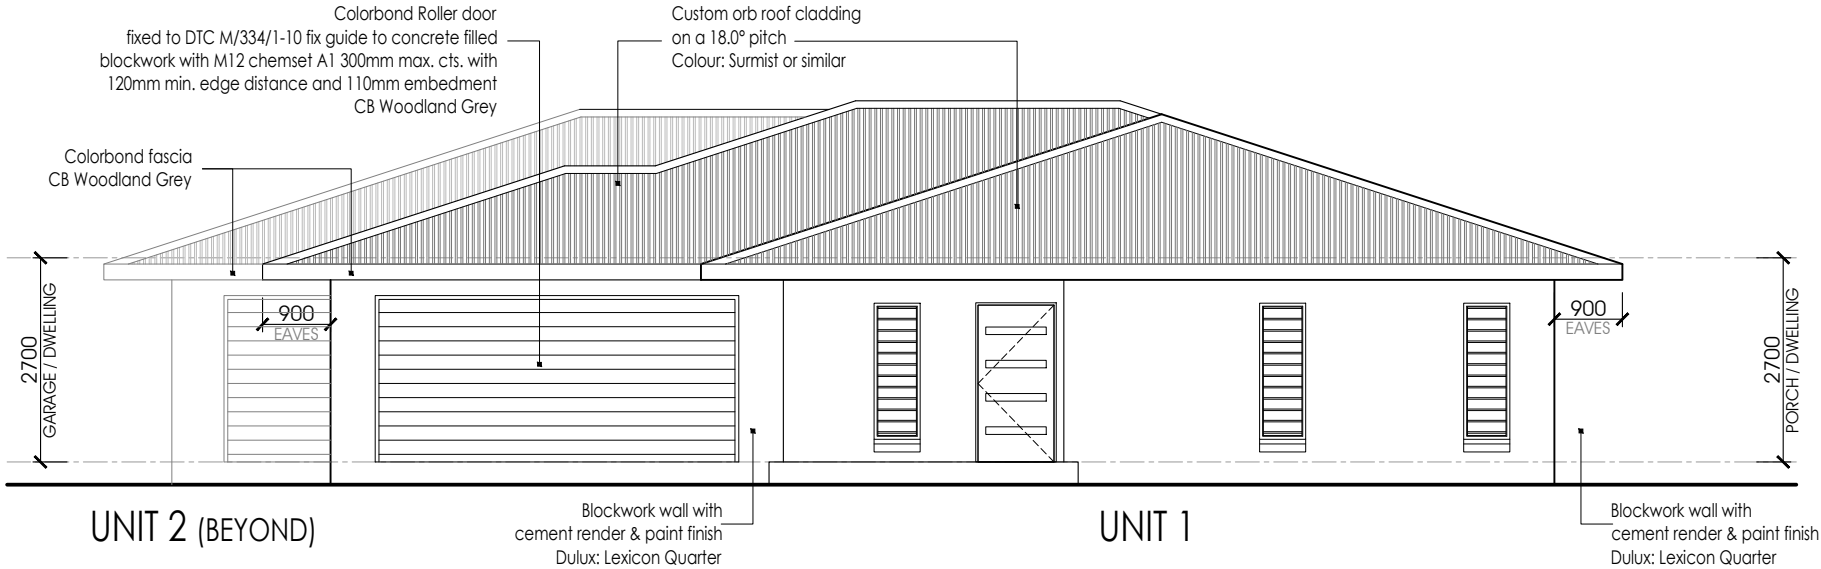 Colorbond Roller door
fixed to DTC M/334/1-10 fix guide to concrete filled
blockwork with M12 chemset A1 300mm max. cts. with
120mm min. edge distance and 110mm embedment
CB Woodland Grey
Custom orb roof cladding
on a 18.0° pitch
Colour: Surmist or similar
Colorbond fascia
CB Woodland Grey
2700
GARAGE / DWELLING
900
EAVES
900
EAVES
2700
PORCH / DWELLING
UNIT 2 (BEYOND)
Blockwork wall with
cement render & paint finish
Dulux: Lexicon Quarter
UNIT 1
Blockwork wall with
cement render & paint finish
Dulux: Lexicon Quarter